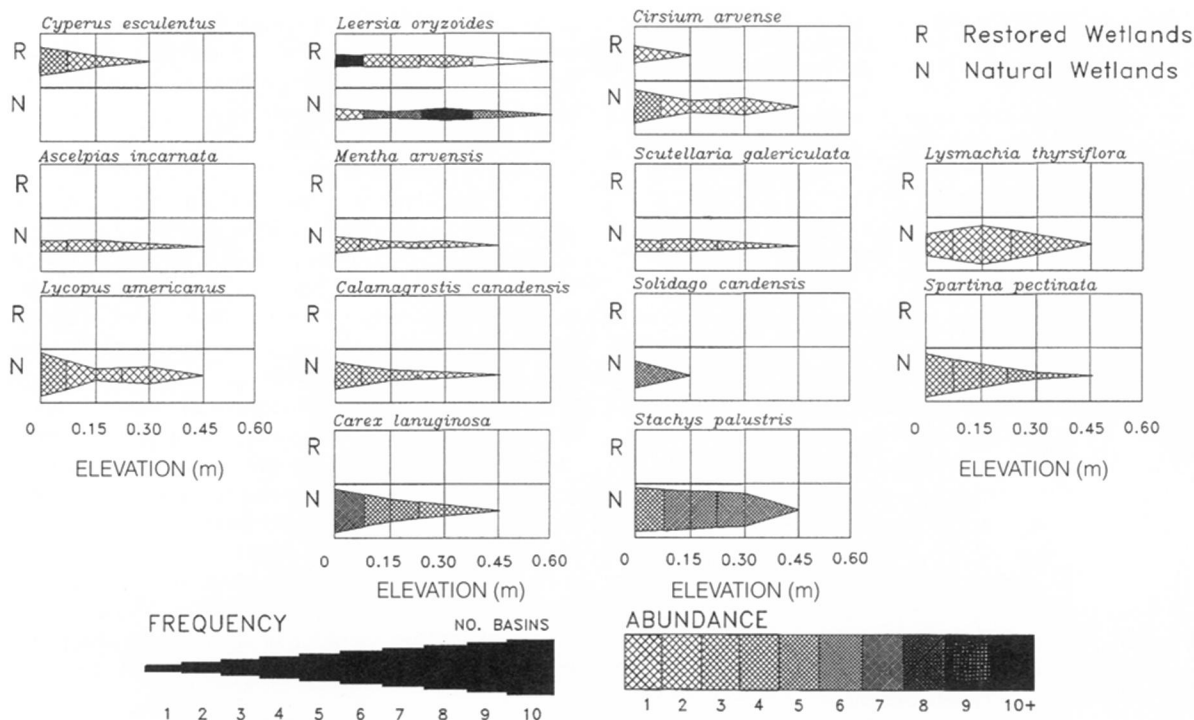 Cyperus esculentus
Leersia oryzoides
Cirsium arvense
R
N
R
N
R
N
R Restored Wetlands
N Natural Wetlands
Ascelpias incarnata
Mentha arvensis
Scutellaria galericulata
Lysmachia thyrsiflora
R
N
R
N
R
N
R
N
Lycopus americanus
Calamagrostis canadensis
Solidago candensis
Spartina pectinata
R
N
R
N
R
N
R
N
0 0.15 0.30 0.45 0.60
ELEVATION (m)
0 0.15 0.30 0.45 0.60
ELEVATION (m)
Carex lanuginosa
Stachys palustris
R
N
R
N
0 0.15 0.30 0.45 0.60
ELEVATION (m)
0 0.15 0.30 0.45 0.60
ELEVATION (m)
FREQUENCY NO. BASINS
1 2 3 4 5 6 7 8 9 10
ABUNDANCE
1 2 3 4 5 6 7 8 9 10+